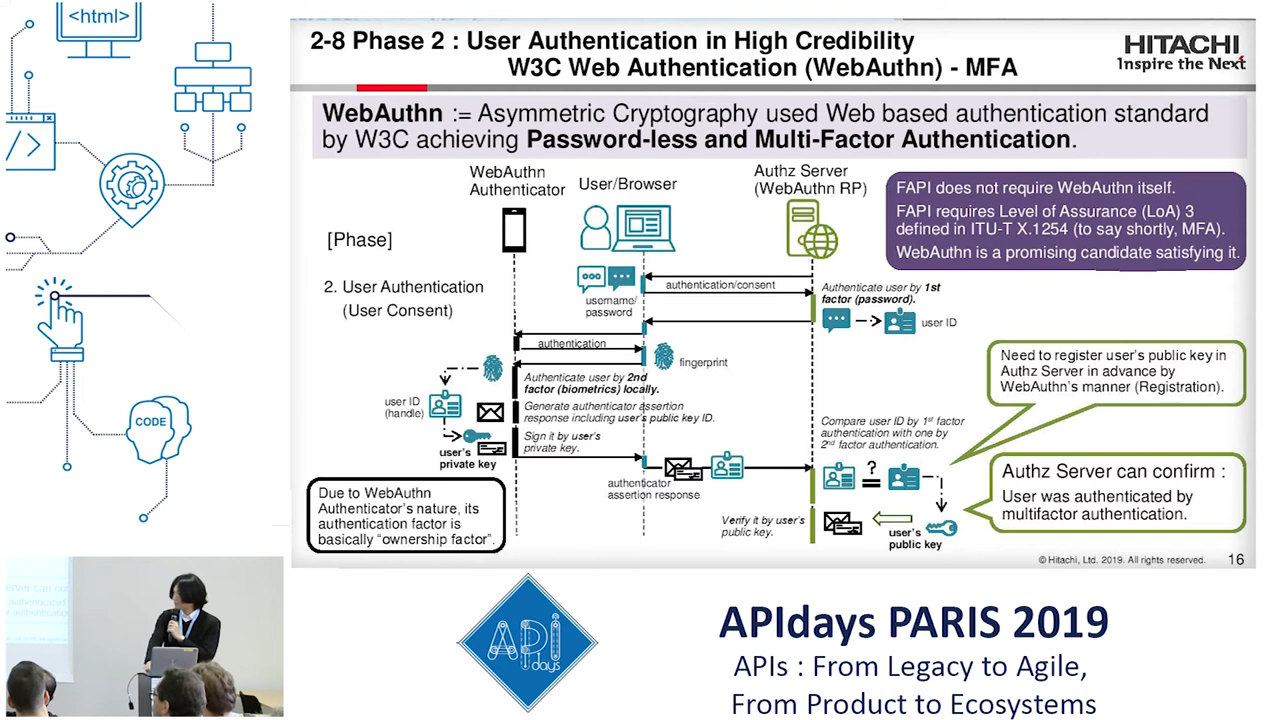 <html>
</>
CODE
2-8 Phase 2 : User Authentication in High Credibility
W3C Web Authentication (WebAuthn) - MFA
HITACHI
Inspire the Next
WebAuthn := Asymmetric Cryptography used Web based authentication standard
by W3C achieving Password-less and Multi-Factor Authentication.
WebAuthn
Authenticator
User/Browser
Authz Server
(WebAuthn RP)
FAPI does not require WebAuthn itself.
FAPI requires Level of Assurance (LoA) 3
defined in ITU-T X.1254 (to say shortly, MFA).
WebAuthn is a promising candidate satisfying it.
[Phase]
2. User Authentication
(User Consent)
username/
password
authentication/consent
Authenticate user by 1st
factor (password).
user ID
authentication
fingerprint
Need to register user's public key in
Authz Server in advance by
WebAuthn's manner (Registration).
Authenticate user by 2nd
factor (biometrics) locally.
user ID
(handle)
Generate authenticator assertion
response including user's public key ID.
Sign it by user's
private key.
user's
private key
Compare user ID by 1st factor
authentication with one by
2nd factor authentication.
?
=
authenticator
assertion response
Authz Server can confirm :
User was authenticated by
multifactor authentication.
Due to WebAuthn
Authenticator's nature, its
authentication factor is
basically "ownership factor".
Verify it by user's
public key.
user's
public key
© Hitachi, Ltd. 2019. All rights reserved.
16
erver can con
authenticated
API
days
APIdays PARIS 2019
APIs : From Legacy to Agile,
From Product to Ecosystems